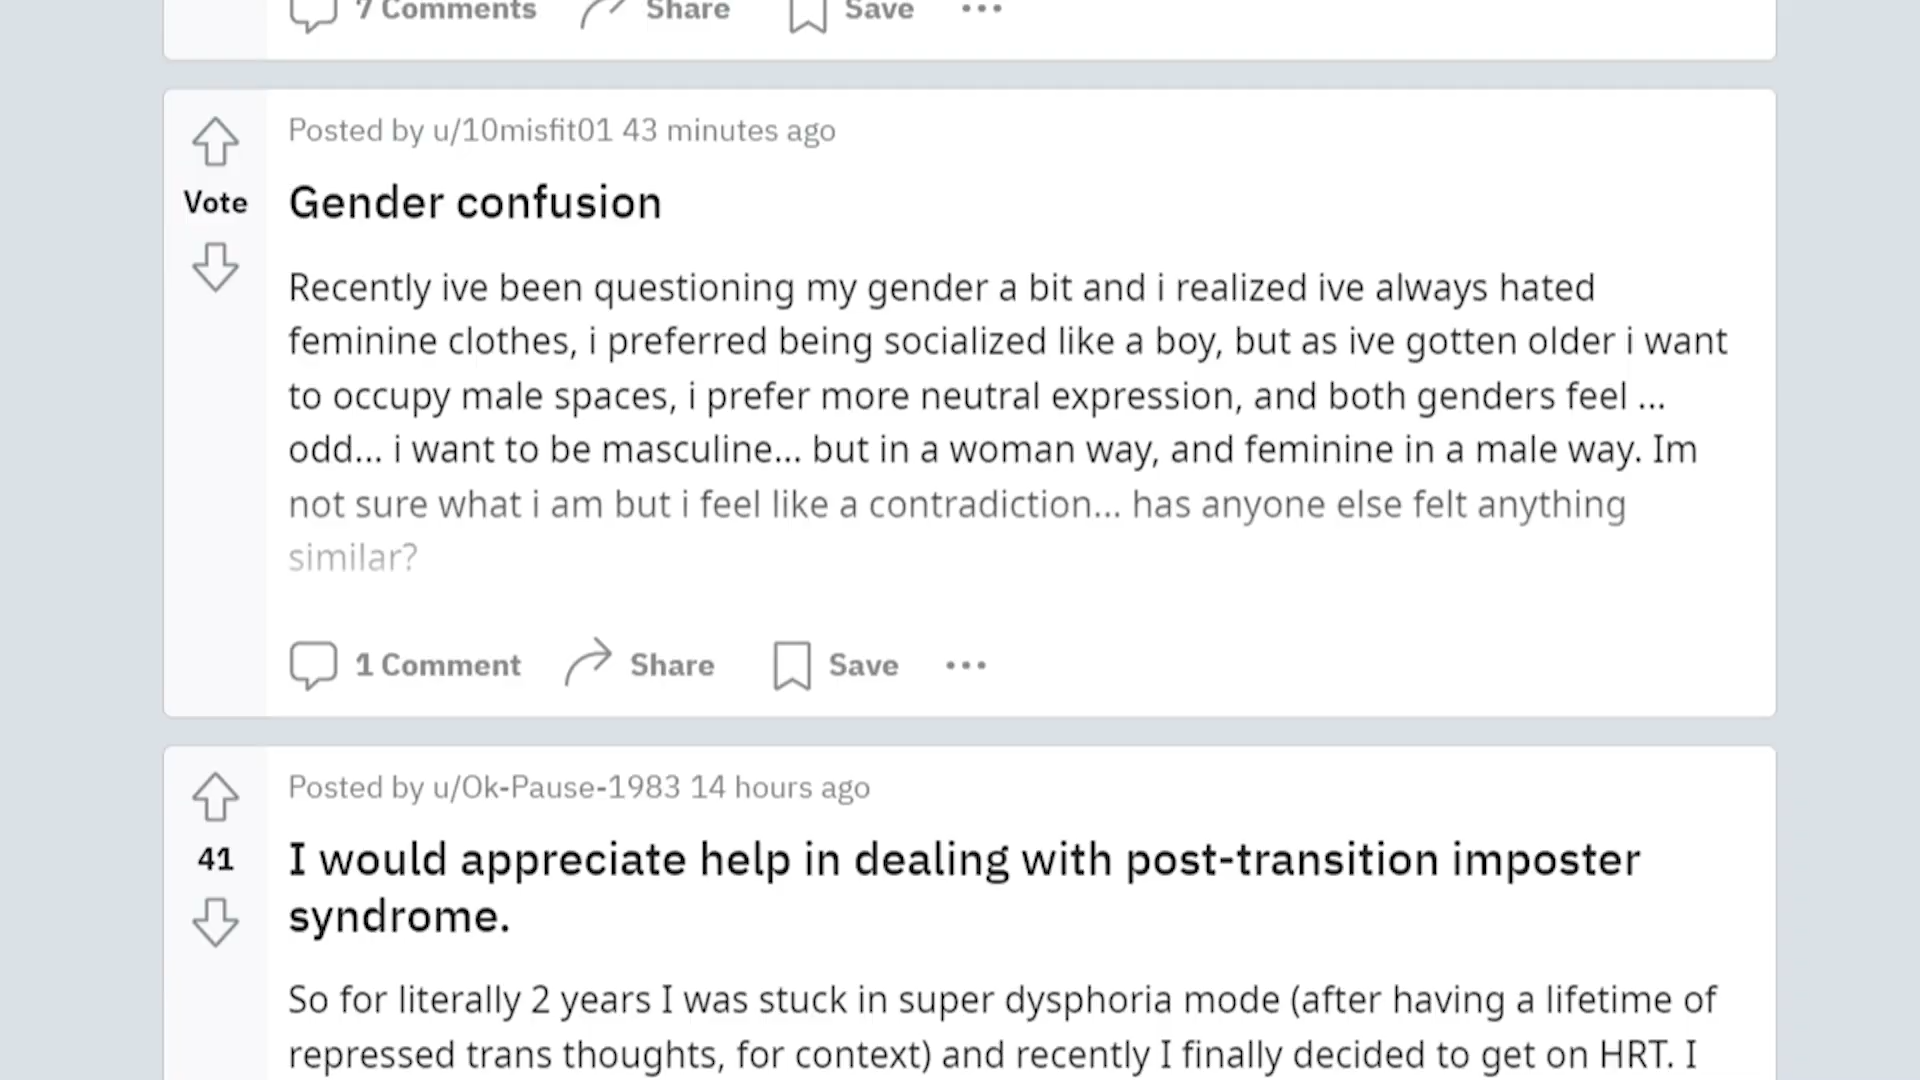 7 Comments Share Save
Posted by u/10misfit01 43 minutes ago
Vote
Gender confusion
Recently ive been questioning my gender a bit and i realized ive always hated
feminine clothes, i preferred being socialized like a boy, but as ive gotten older i want
to occupy male spaces, i prefer more neutral expression, and both genders feel ...
odd... i want to be masculine... but in a woman way, and feminine in a male way. Im
not sure what i am but i feel like a contradiction... has anyone else felt anything
similar?
1 Comment Share Save
Posted by u/Ok-Pause-1983 14 hours ago
41
I would appreciate help in dealing with post-transition imposter
syndrome.
So for literally 2 years I was stuck in super dysphoria mode (after having a lifetime of
repressed trans thoughts, for context) and recently I finally decided to get on HRT. I